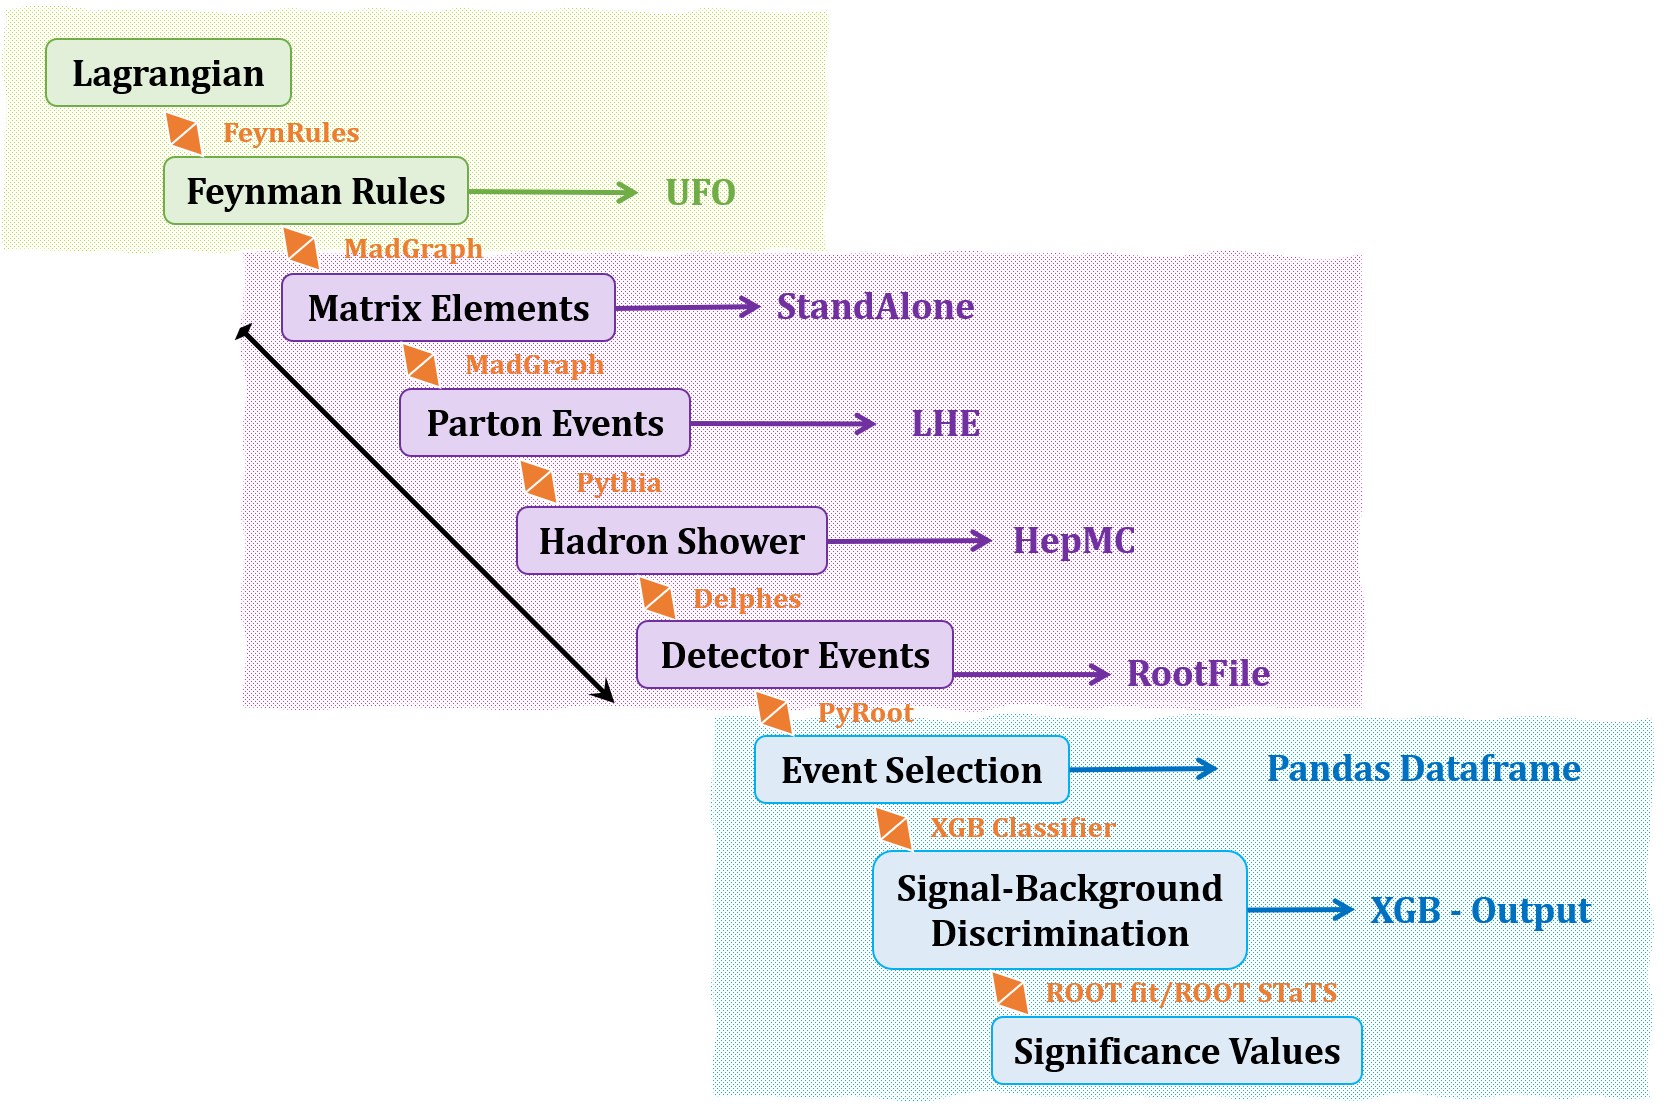 Lagrangian
FeynRules
Feynman Rules
UFO
MadGraph
Matrix Elements
StandAlone
MadGraph
Parton Events
LHE
Pythia
Hadron Shower
HepMC
Delphes
Detector Events
RootFile
PyRoot
Event Selection
Pandas Dataframe
XGB Classifier
Signal-Background
Discrimination
XGB - Output
ROOT fit/ROOT STaTS
Significance Values